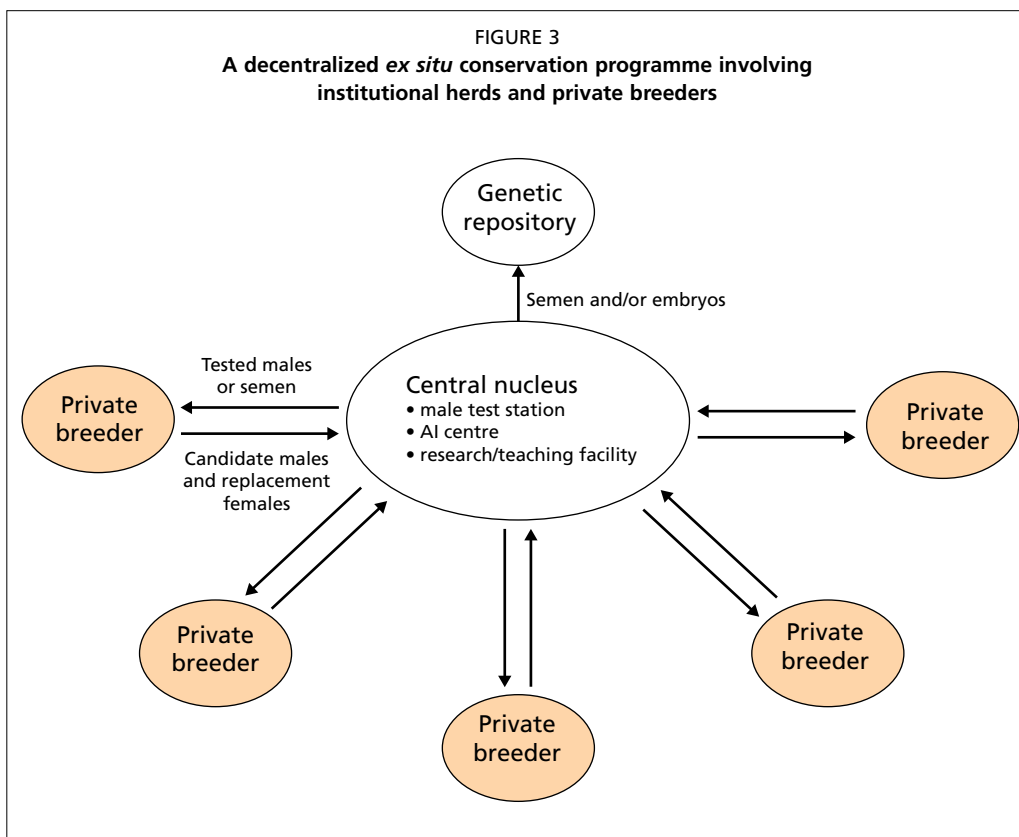 FIGURE 3
A decentralized ex situ conservation programme involving
institutional herds and private breeders
Genetic
repository
Semen and/or embryos
Tested males
or semen
Private
breeder
Candidate males
and replacement
females
Central nucleus
• male test station
• AI centre
• research/teaching facility
Private
breeder
Private
breeder
Private
breeder
Private
breeder